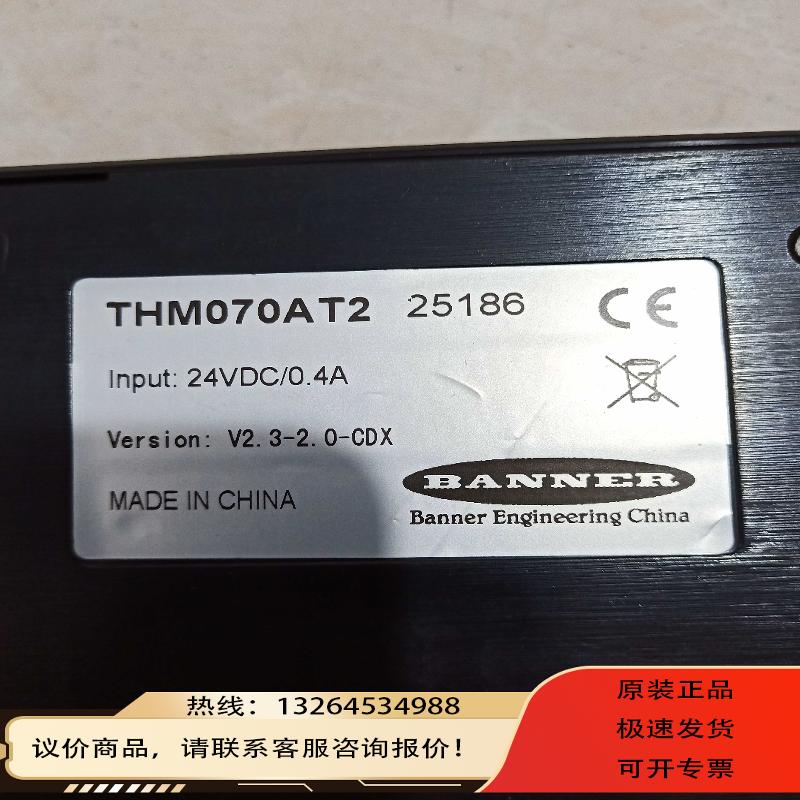 THM070AT2 25186
CE
Input: 24VDC/0.4A
Version: V2.3-2.0-CDX
MADE IN CHINA
BANNER
Banner Engineering China
热线：13264534988
议价商品，请联系客服咨询报价！
原装正品
极速发货
可开专票